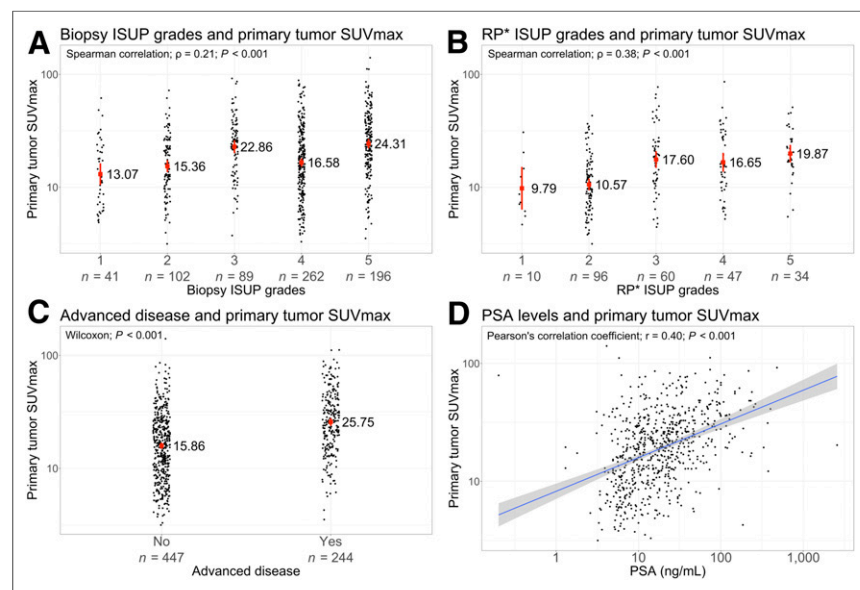 A
Biopsy ISUP grades and primary tumor SUVmax
Spearman correlation; ρ = 0.21; P < 0.001
Primary tumor SUVmax
100
10
13.07
15.36
22.86
16.58
24.31
1 2 3 4 5
n = 41 n = 102 n = 89 n = 262 n = 196
Biopsy ISUP grades
B
RP* ISUP grades and primary tumor SUVmax
Spearman correlation; ρ = 0.38; P < 0.001
Primary tumor SUVmax
100
10
9.79
10.57
17.60
16.65
19.87
1 2 3 4 5
n = 10 n = 96 n = 60 n = 47 n = 34
RP* ISUP grades
C
Advanced disease and primary tumor SUVmax
Wilcoxon; P < 0.001
Primary tumor SUVmax
100
10
15.86
25.75
No Yes
n = 447 n = 244
Advanced disease
D
PSA levels and primary tumor SUVmax
Pearson's correlation coefficient; r = 0.40; P < 0.001
Primary tumor SUVmax
100
10
1 10 100 1,000
PSA (ng/mL)